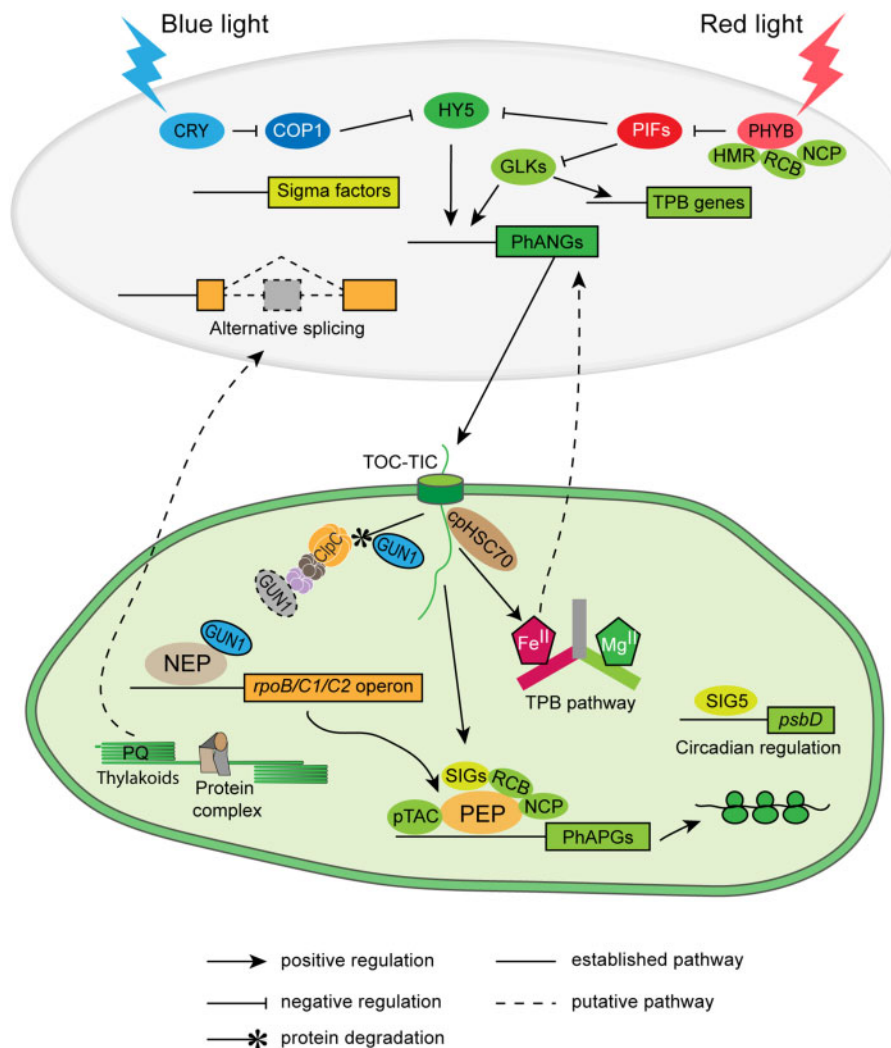 Blue light
Red light
CRY
COP1
HY5
PIFs
PHYB
HMR
RCB
NCP
GLKs
Sigma factors
TPB genes
PhANGs
Alternative splicing
TOC-TIC
cpHSC70
ClpC
GUN1
GUN1
GUN1
NEP
rpoB/C1/C2 operon
FeII
MgII
TPB pathway
SIG5
psbD
Circadian regulation
PQ
Thylakoids
Protein
complex
SIGs
RCB
NCP
pTAC
PEP
PhAPGs
positive regulation
established pathway
negative regulation
putative pathway
protein degradation